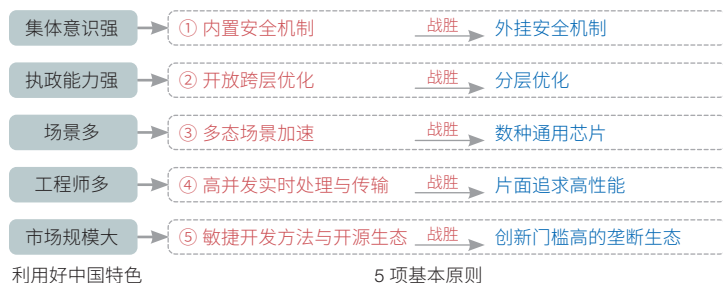 集体意识强 ① 内置安全机制 战胜 外挂安全机制
执政能力强 ② 开放跨层优化 战胜 分层优化
场景多 ③ 多态场景加速 战胜 数种通用芯片
工程师多 ④ 高并发实时处理与传输 战胜 片面追求高性能
市场规模大 ⑤ 敏捷开发方法与开源生态 战胜 创新门槛高的垄断生态
利用好中国特色 5 项基本原则